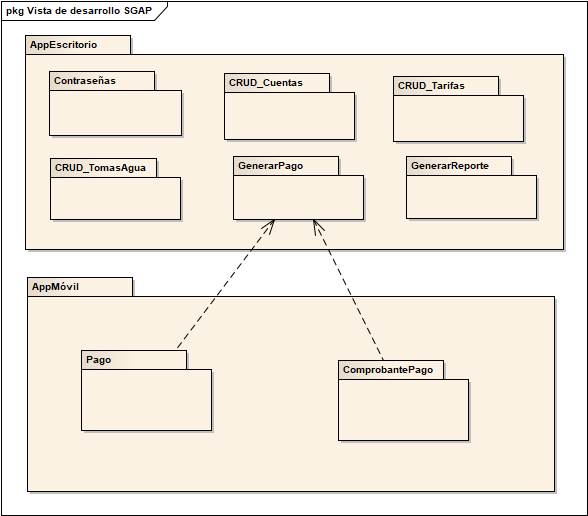 pkg Vista de desarrollo SGAP
AppEscritorio
Contraseñas
CRUD_Cuentas
CRUD_Tarifas
CRUD_TomasAgua
GenerarPago
GenerarReporte
AppMóvil
Pago
ComprobantePago